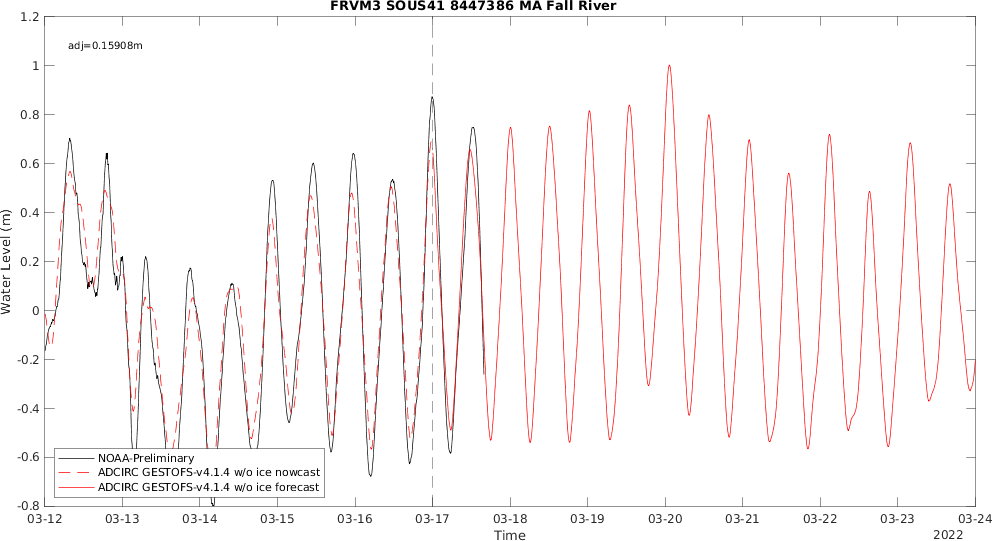 FRVM3 SOUS41 8447386 MA Fall River
adj=0.15908m
Water Level (m)
1.2
1
0.8
0.6
0.4
0.2
0
-0.2
-0.4
-0.6
-0.8
NOAA-Preliminary
ADCIRC GESTOFS-v4.1.4 w/o ice nowcast
ADCIRC GESTOFS-v4.1.4 w/o ice forecast
03-12 03-13 03-14 03-15 03-16 03-17 03-18 03-19 03-20 03-21 03-22 03-23 03-24
Time
2022